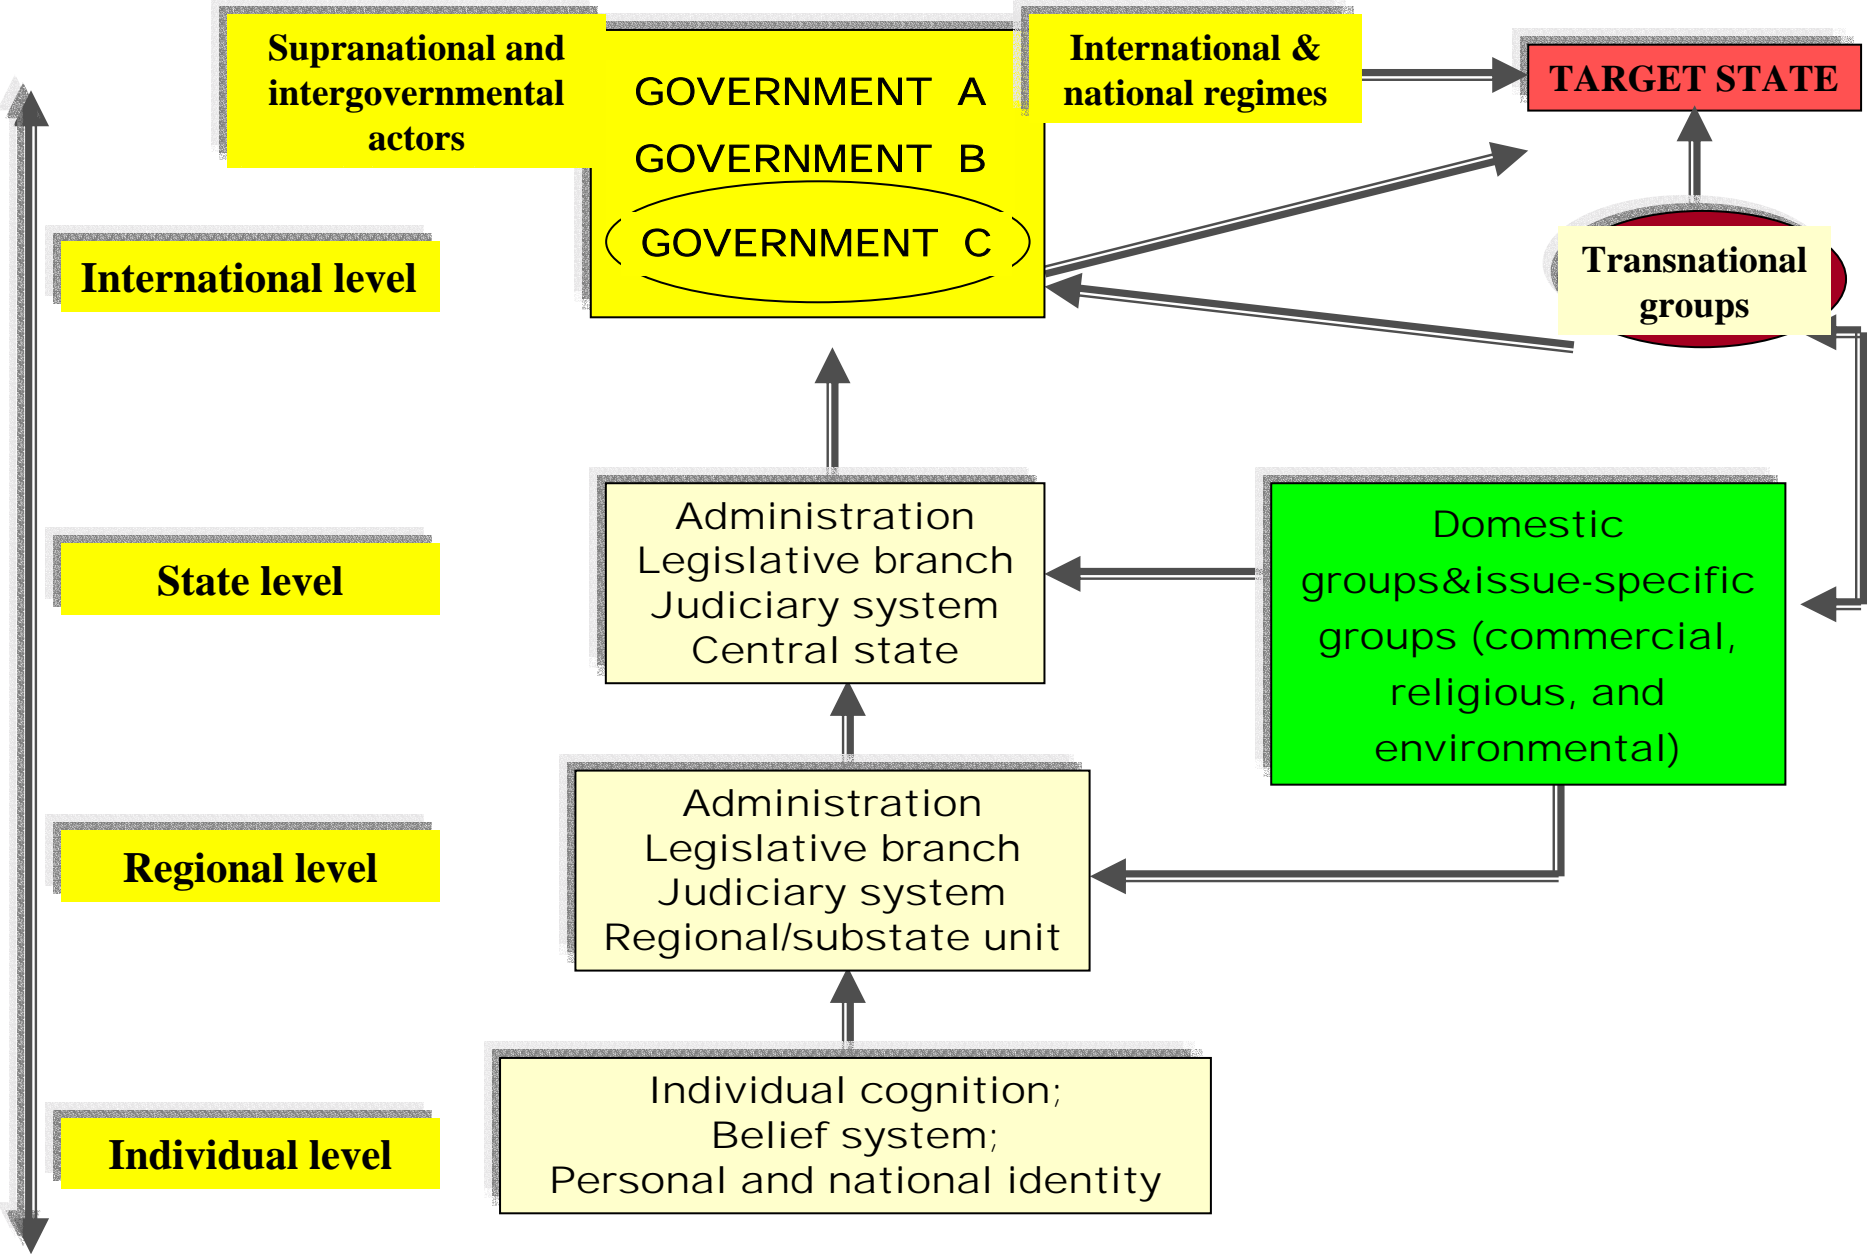 Supranational and
intergovernmental
actors
GOVERNMENT A
GOVERNMENT B
GOVERNMENT C
International &
national regimes
TARGET STATE
Transnational
groups
International level
State level
Administration
Legislative branch
Judiciary system
Central state
Domestic
groups&issue-specific
groups (commercial,
religious, and
environmental)
Regional level
Administration
Legislative branch
Judiciary system
Regional/substate unit
Individual level
Individual cognition;
Belief system;
Personal and national identity